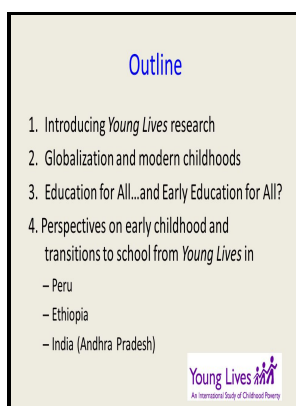 Outline
1. Introducing Young Lives research
2. Globalization and modern childhoods
3. Education for All...and Early Education for All?
4. Perspectives on early childhood and
transitions to school from Young Lives in
– Peru
– Ethiopia
– India (Andhra Pradesh)
Young Lives
An International Study of Childhood Poverty